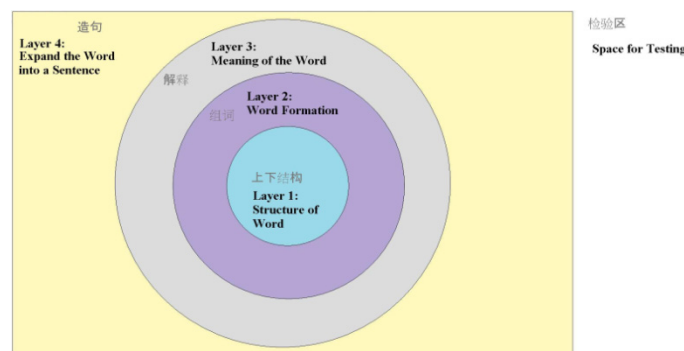 造句
Layer 4:
Expand the Word
into a Sentence
Layer 3:
Meaning of the Word
解释
Layer 2:
Word Formation
组词
上下结构
Layer 1:
Structure of
Word
检验区
Space for Testing